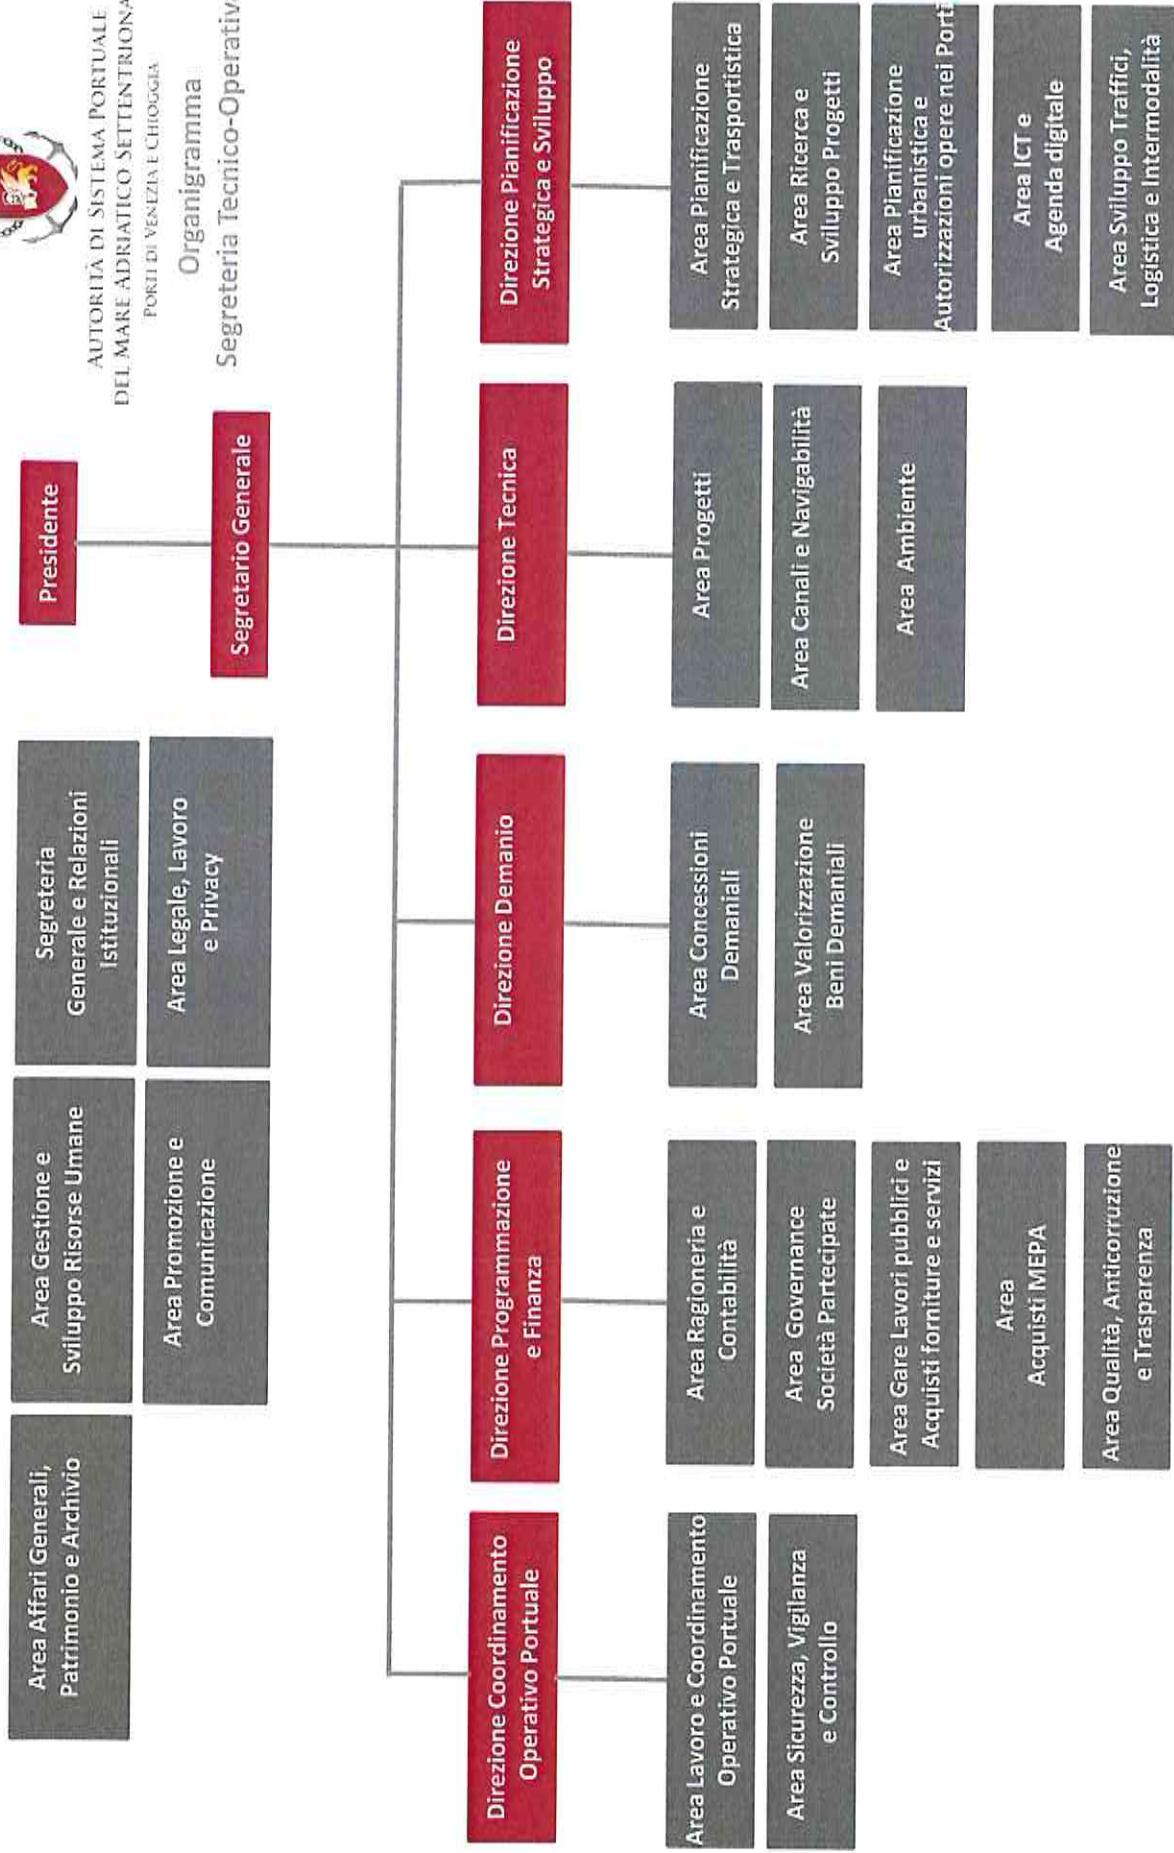 AUTORITÀ DI SISTEMA PORTUALE
DEL MARE ADRIATICO SETTENTRIONA
PORTI DI VENEZIA E CHIOGGIA
Organigramma
Segreteria Tecnico-Operativ
Presidente
Segretario Generale
Area Affari Generali,
Patrimonio e Archivio
Area Gestione e
Sviluppo Risorse Umane
Segreteria
Generale e Relazioni
Istituzionali
Area Promozione e
Comunicazione
Area Legale, Lavoro
e Privacy
Direzione Coordinamento
Operativo Portuale
Area Lavoro e Coordinamento
Operativo Portuale
Area Sicurezza, Vigilanza
e Controllo
Direzione Programmazione
e Finanza
Area Ragioneria e
Contabilità
Area Governance
Società Partecipate
Area Gare Lavori pubblici e
Acquisti forniture e servizi
Area
Acquisti MEPA
Area Qualità, Anticorruzione
e Trasparenza
Direzione Demanio
Area Concessioni
Demaniali
Area Valorizzazione
Beni Demaniali
Direzione Tecnica
Area Progetti
Area Canali e Navigabilità
Area Ambiente
Direzione Pianificazione
Strategica e Sviluppo
Area Pianificazione
Strategica e Trasportistica
Area Ricerca e
Sviluppo Progetti
Area Pianificazione
urbanistica e
Autorizzazioni opere nei Porti
Area ICT e
Agenda digitale
Area Sviluppo Traffici,
Logistica e Intermodalità